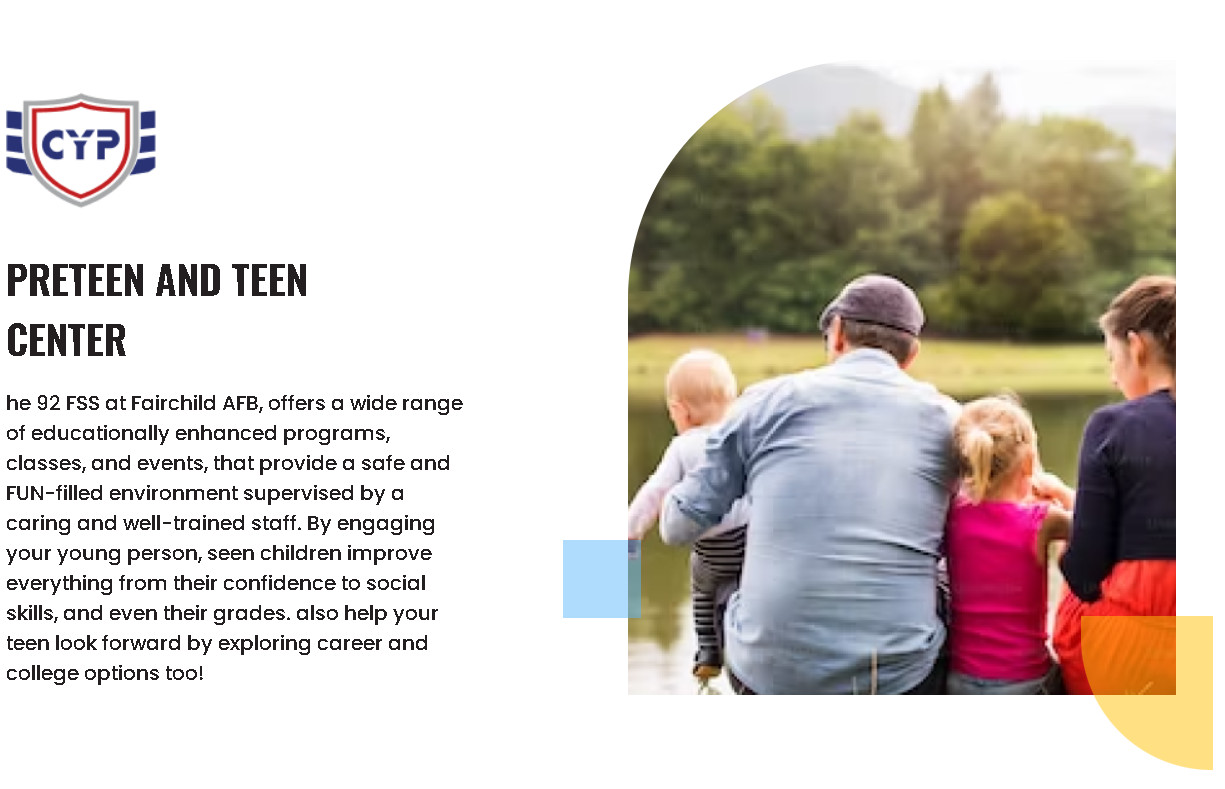 CYP
PRETEEN AND TEEN
CENTER
he 92 FSS at Fairchild AFB, offers a wide range
of educationally enhanced programs,
classes, and events, that provide a safe and
FUN-filled environment supervised by a
caring and well-trained staff. By engaging
your young person, seen children improve
everything from their confidence to social
skills, and even their grades. also help your
teen look forward by exploring career and
college options too!